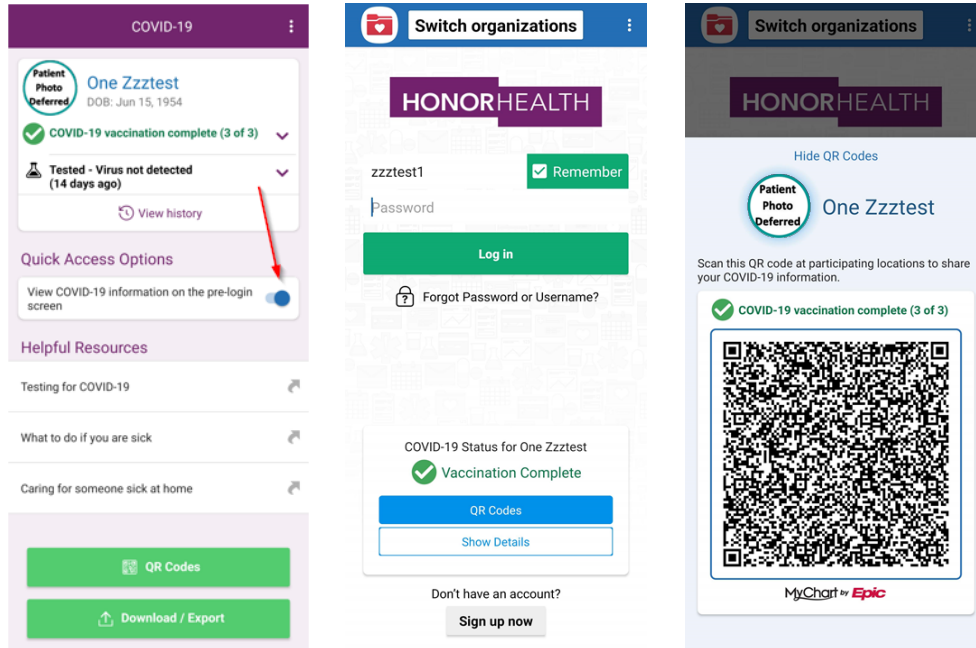 COVID-19
Patient
Photo
Deferred
One Zzztest
DOB: Jun 15, 1954
COVID-19 vaccination complete (3 of 3)
Tested - Virus not detected
(14 days ago)
View history
Quick Access Options
View COVID-19 information on the pre-login
screen
Helpful Resources
Testing for COVID-19
What to do if you are sick
Caring for someone sick at home
QR Codes
Download / Export
Switch organizations
HONORHEALTH
zzztest1
Remember
Password
Log in
Forgot Password or Username?
COVID-19 Status for One Zzztest
Vaccination Complete
QR Codes
Show Details
Don't have an account?
Sign up now
Switch organizations
HONORHEALTH
Hide QR Codes
Patient
Photo
Deferred
One Zzztest
Scan this QR code at participating locations to share
your COVID-19 information.
COVID-19 vaccination complete (3 of 3)
MyChart by Epic